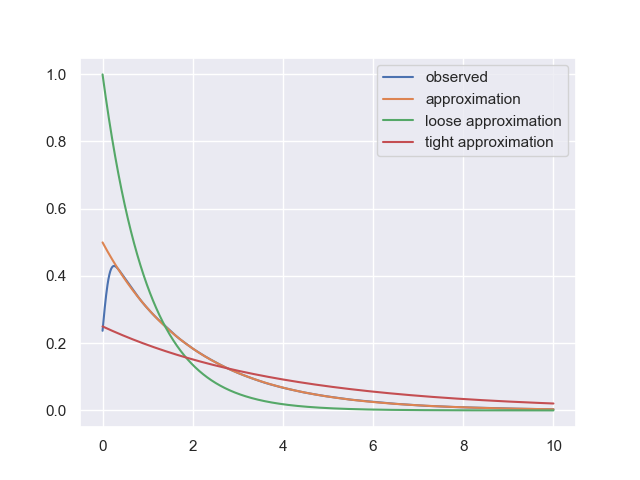 observed
approximation
loose approximation
tight approximation
1.0
0.8
0.6
0.4
0.2
0.0
0 2 4 6 8 10